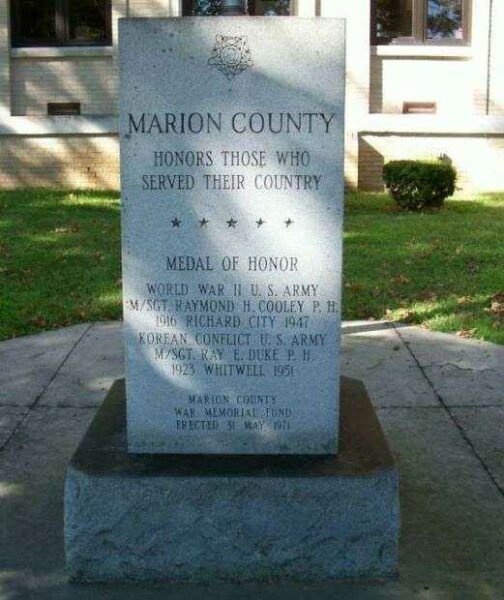 MARION COUNTY
HONORS THOSE WHO
SERVED THEIR COUNTRY
MEDAL OF HONOR
WORLD WAR II U. S. ARMY
M/SGT. RAYMOND H. COOLEY P. H.
1916 RICHARD CITY 1947
KOREAN CONFLICT U. S. ARMY
M/SGT. RAY E. DUKE P. H.
1923 WHITWELL 1951
MARION COUNTY
WAR MEMORIAL FUND
ERECTED 31 MAY 1971